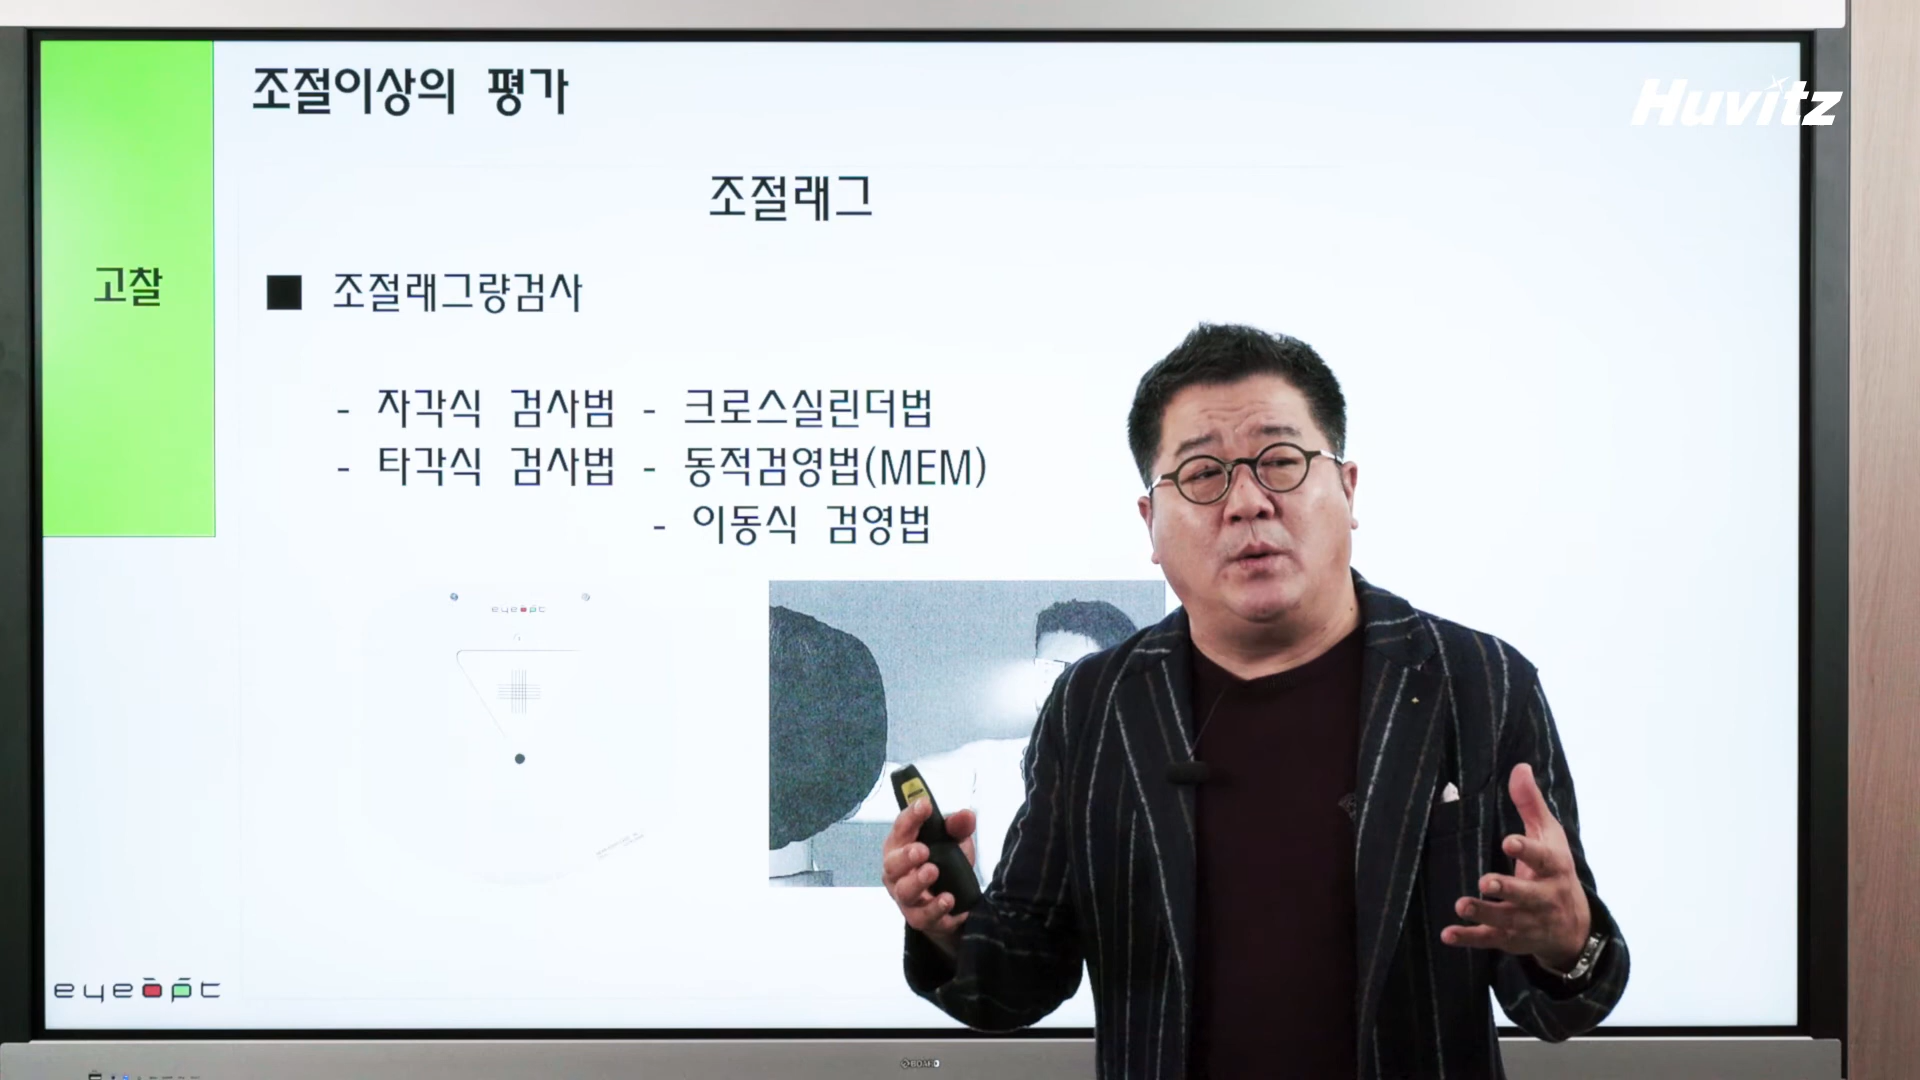 조절이상의 평가
Huvitz
조절래그
고찰
■ 조절래그량검사
- 자각식 검사법 - 크로스실린더법
- 타각식 검사법 - 동적검영법(MEM)
- 이동식 검영법
eyeopt
eyeopt